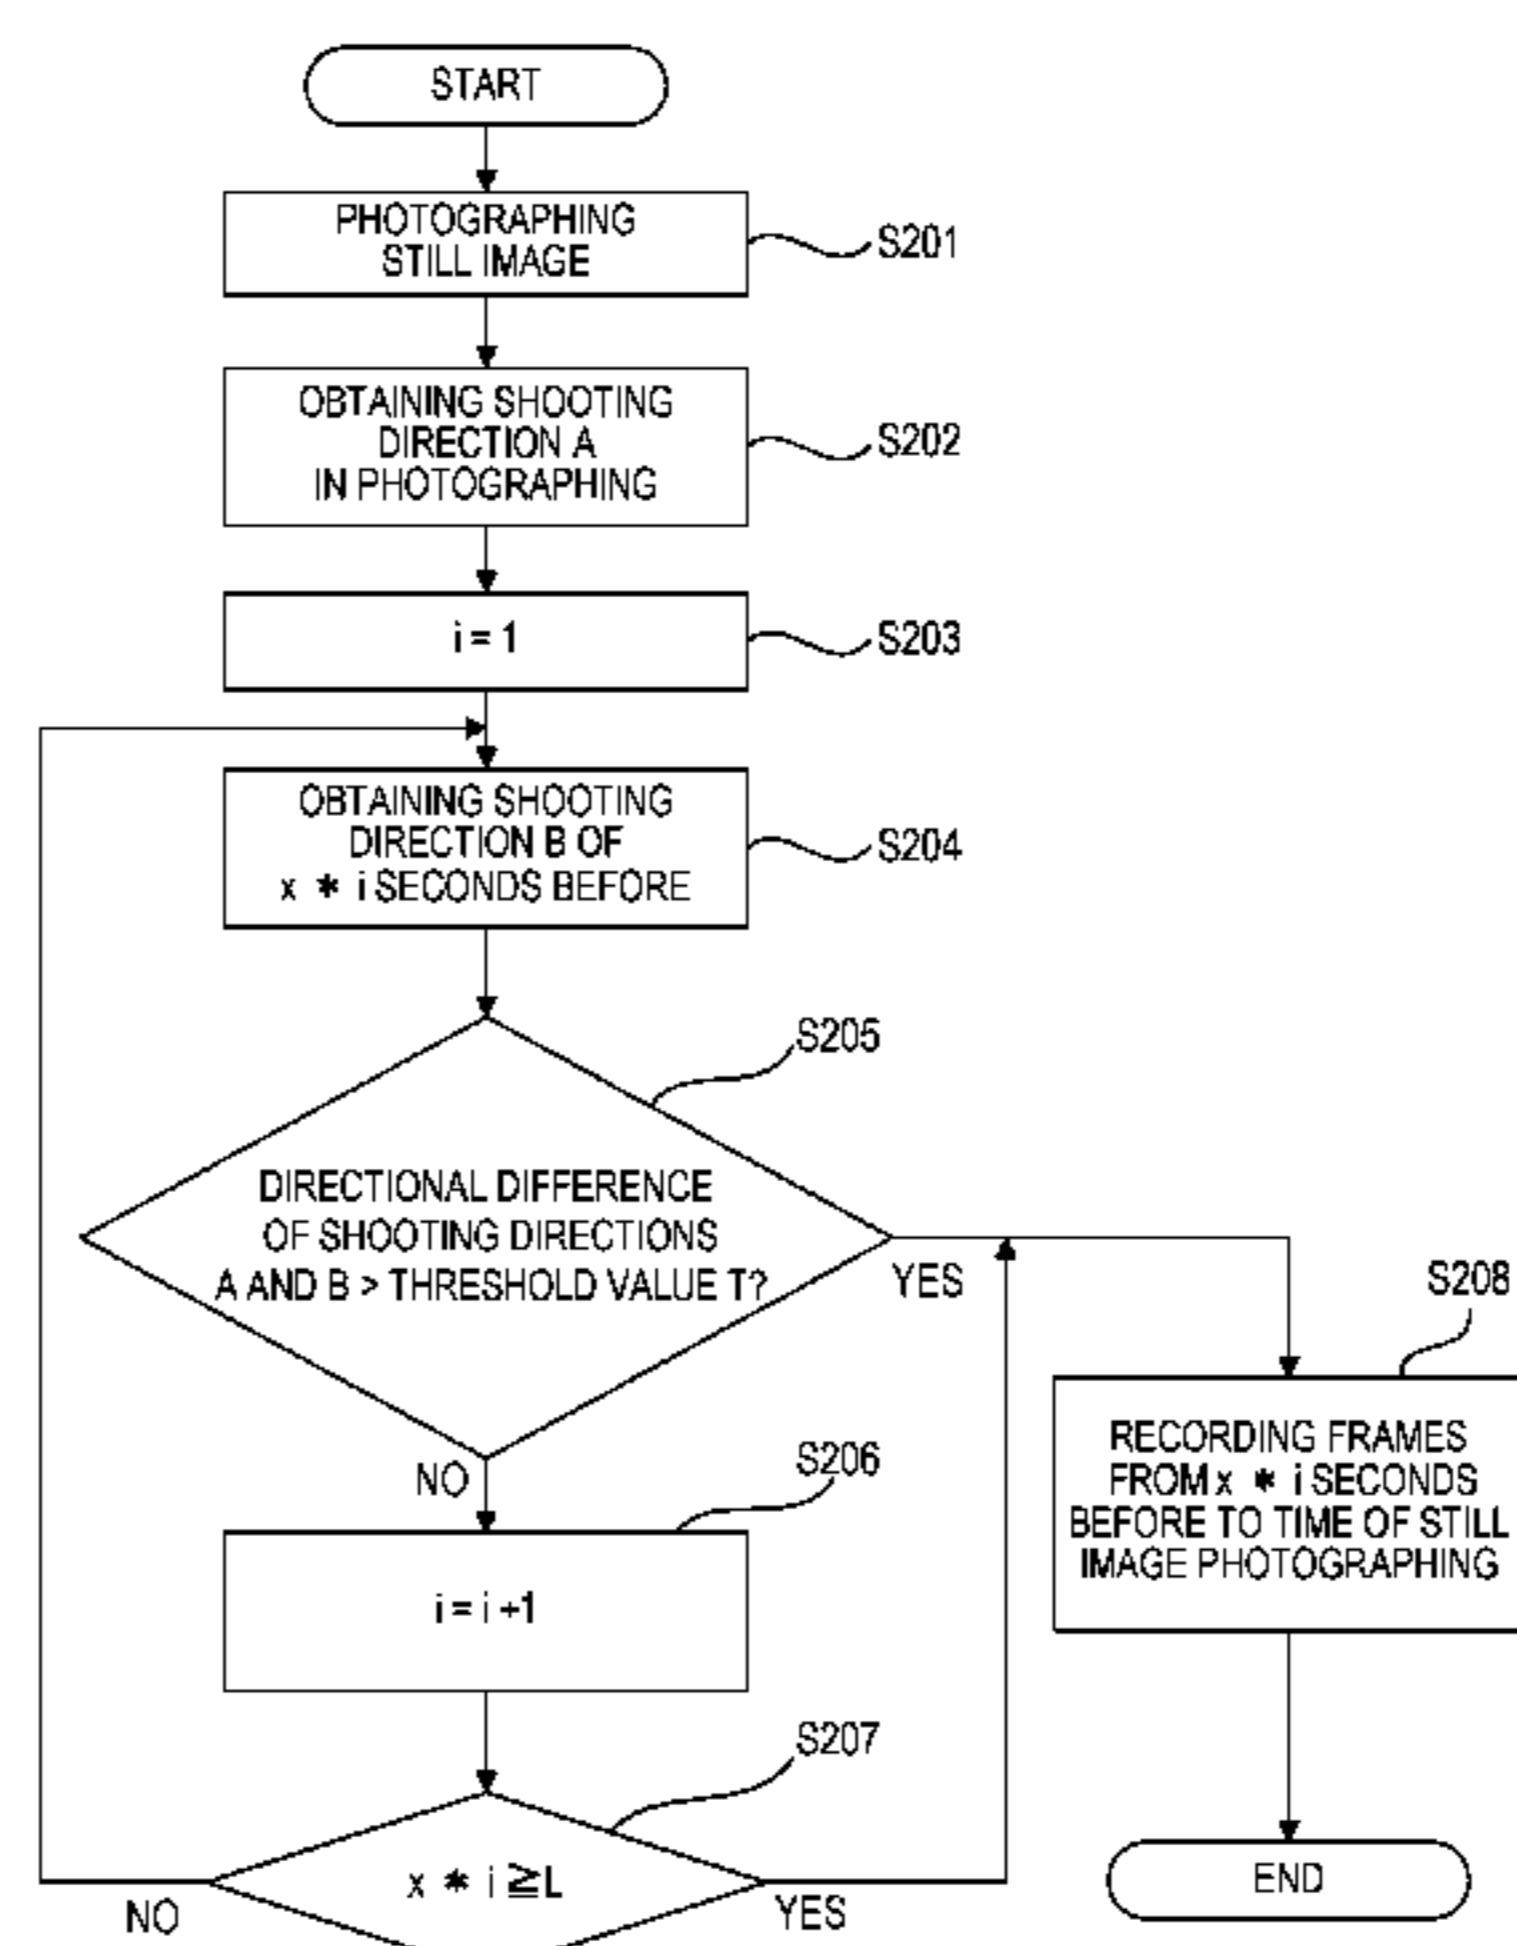 START
PHOTOGRAPHING
STILL IMAGE
S201
OBTAINING SHOOTING
DIRECTION A
IN PHOTOGRAPHING
S202
i = 1
S203
OBTAINING SHOOTING
DIRECTION B OF
x * i SECONDS BEFORE
S204
S205
DIRECTIONAL DIFFERENCE
OF SHOOTING DIRECTIONS
A AND B > THRESHOLD VALUE T?
YES
NO
S206
i = i +1
S207
x * i ≧L
NO
YES
S208
RECORDING FRAMES
FROM x * i SECONDS
BEFORE TO TIME OF STILL
IMAGE PHOTOGRAPHING
END